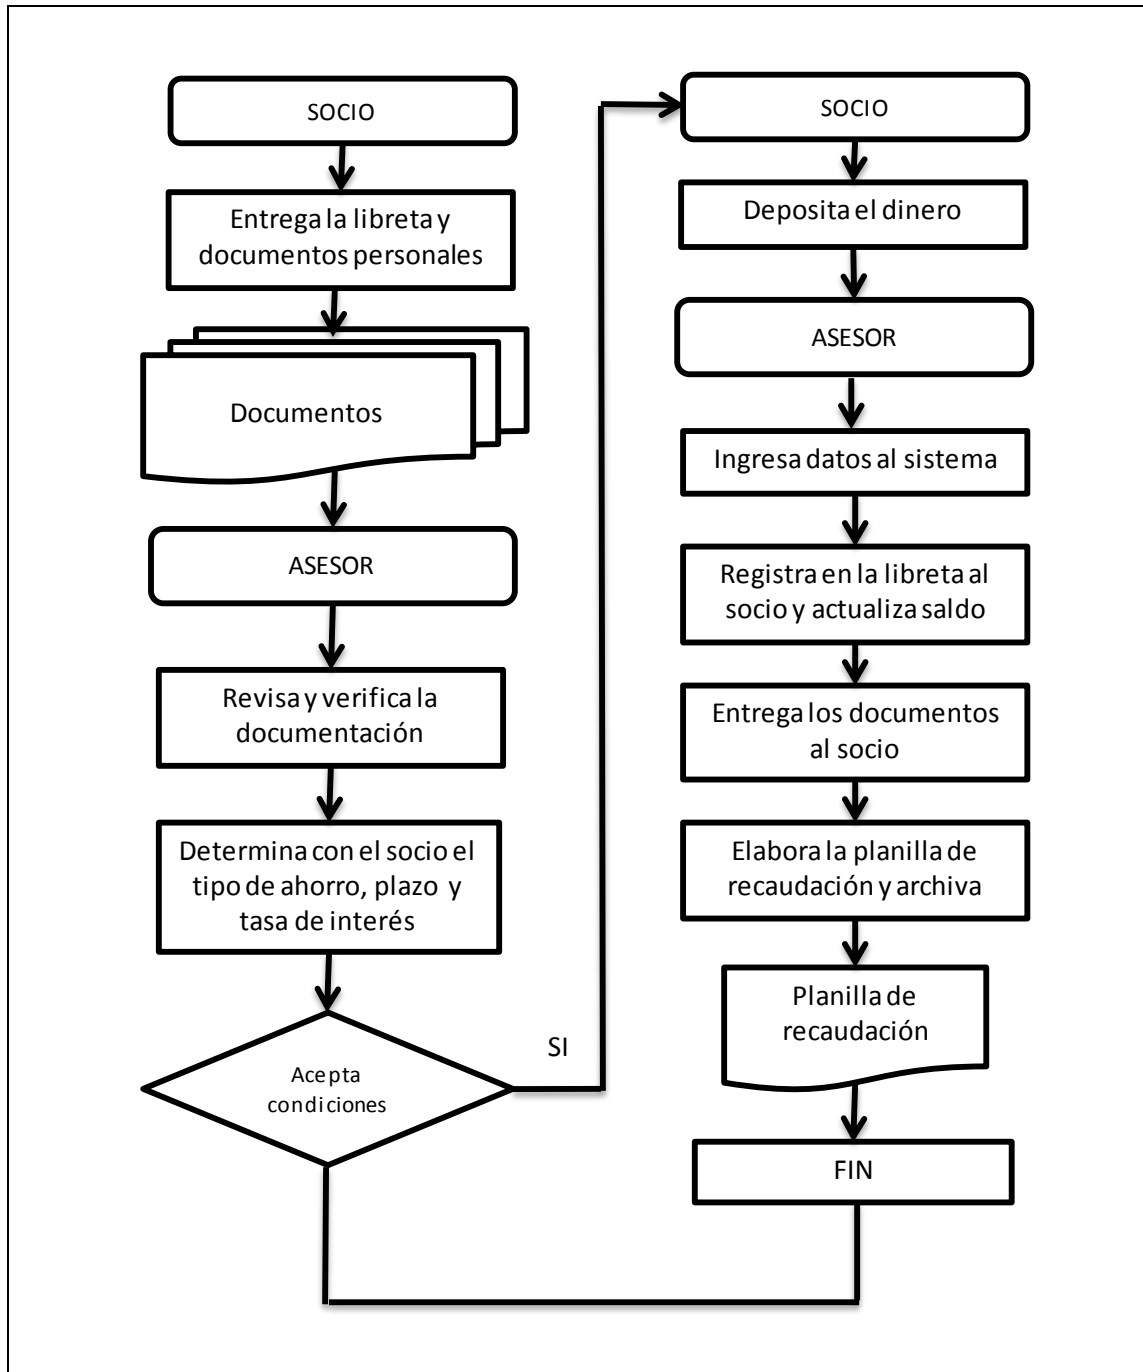 SOCIO
Entrega la libreta y
documentos personales
Documentos
ASESOR
Revisa y verifica la
documentación
Determina con el socio el
tipo de ahorro, plazo y
tasa de interés
Acepta
condiciones
SI
SOCIO
Deposita el dinero
ASESOR
Ingresa datos al sistema
Registra en la libreta al
socio y actualiza saldo
Entrega los documentos
al socio
Elabora la planilla de
recaudación y archiva
Planilla de
recaudación
FIN